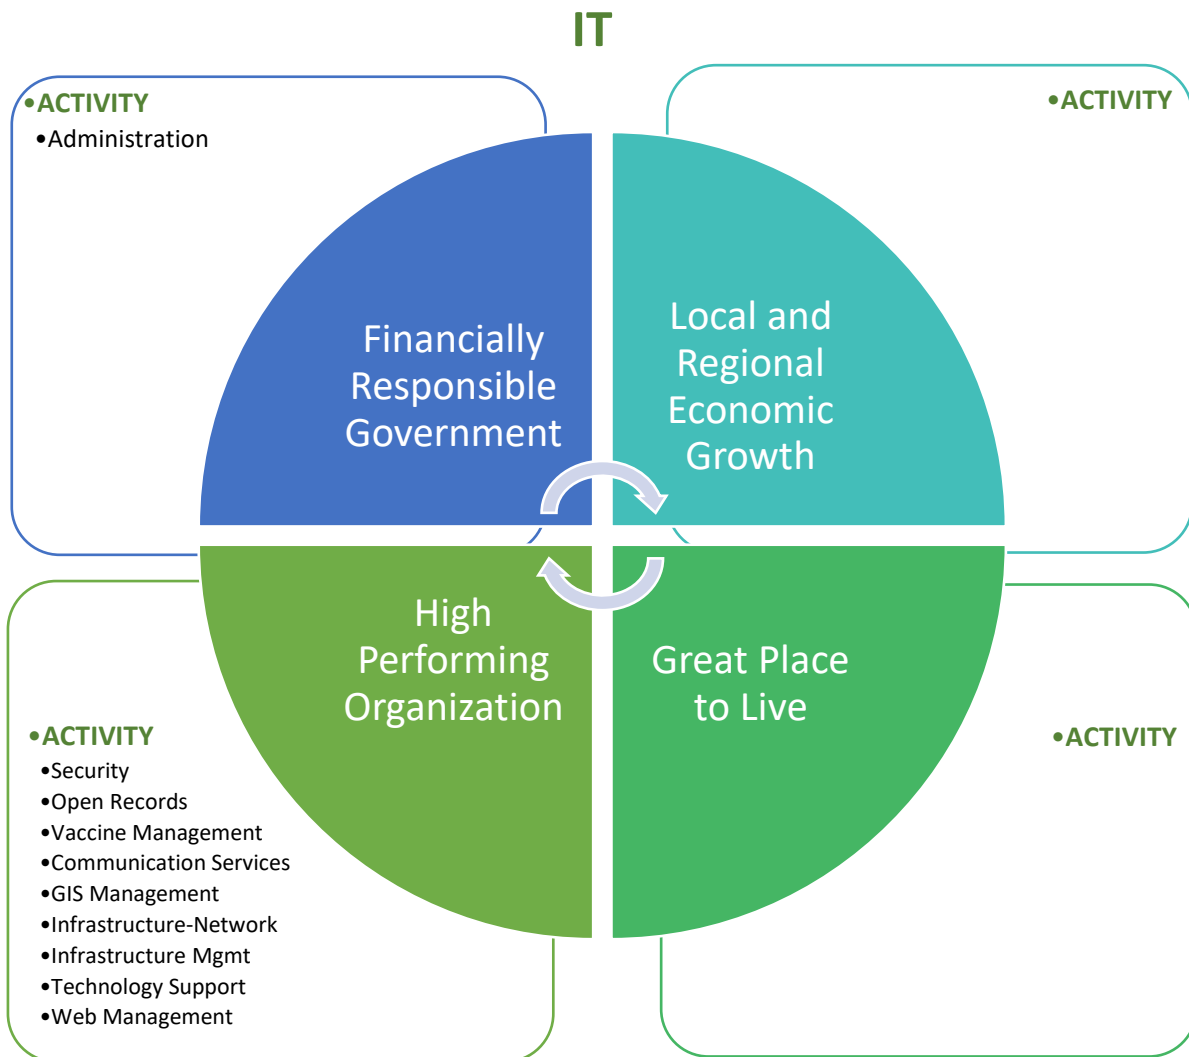 IT
•ACTIVITY
•Administration
•ACTIVITY
Financially
Responsible
Government
Local and
Regional
Economic
Growth
High
Performing
Organization
Great Place
to Live
•ACTIVITY
•Security
•Open Records
•Vaccine Management
•Communication Services
•GIS Management
•Infrastructure-Network
•Infrastructure Mgmt
•Technology Support
•Web Management
•ACTIVITY